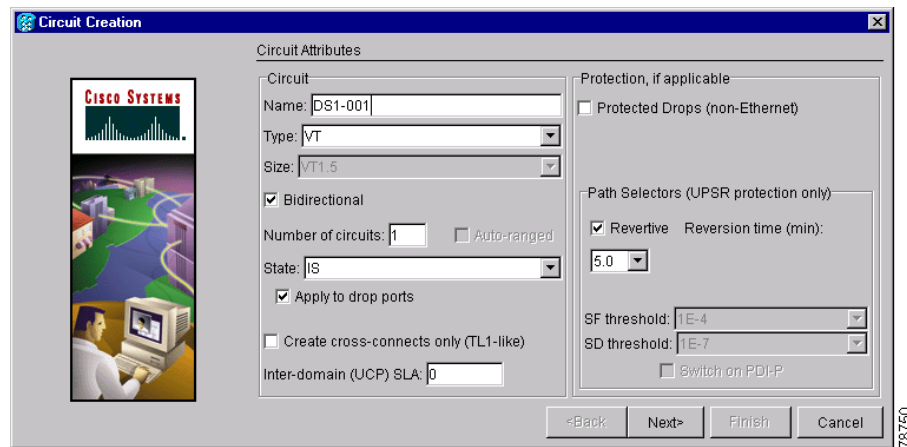 Circuit Creation
Circuit Attributes
CISCO SYSTEMS
Circuit
Name: DS1-001
Type: VT
Size: VT1.5
Bidirectional
Number of circuits: 1 Auto-ranged
State: IS
Apply to drop ports
Create cross-connects only (TL1-like)
Inter-domain (UCP) SLA: 0
Protection, if applicable
Protected Drops (non-Ethernet)
Path Selectors (UPSR protection only)
Revertive Reversion time (min):
5.0
SF threshold: 1E-4
SD threshold: 1E-7
Switch on PDI-P
<Back Next> Finish Cancel
78750